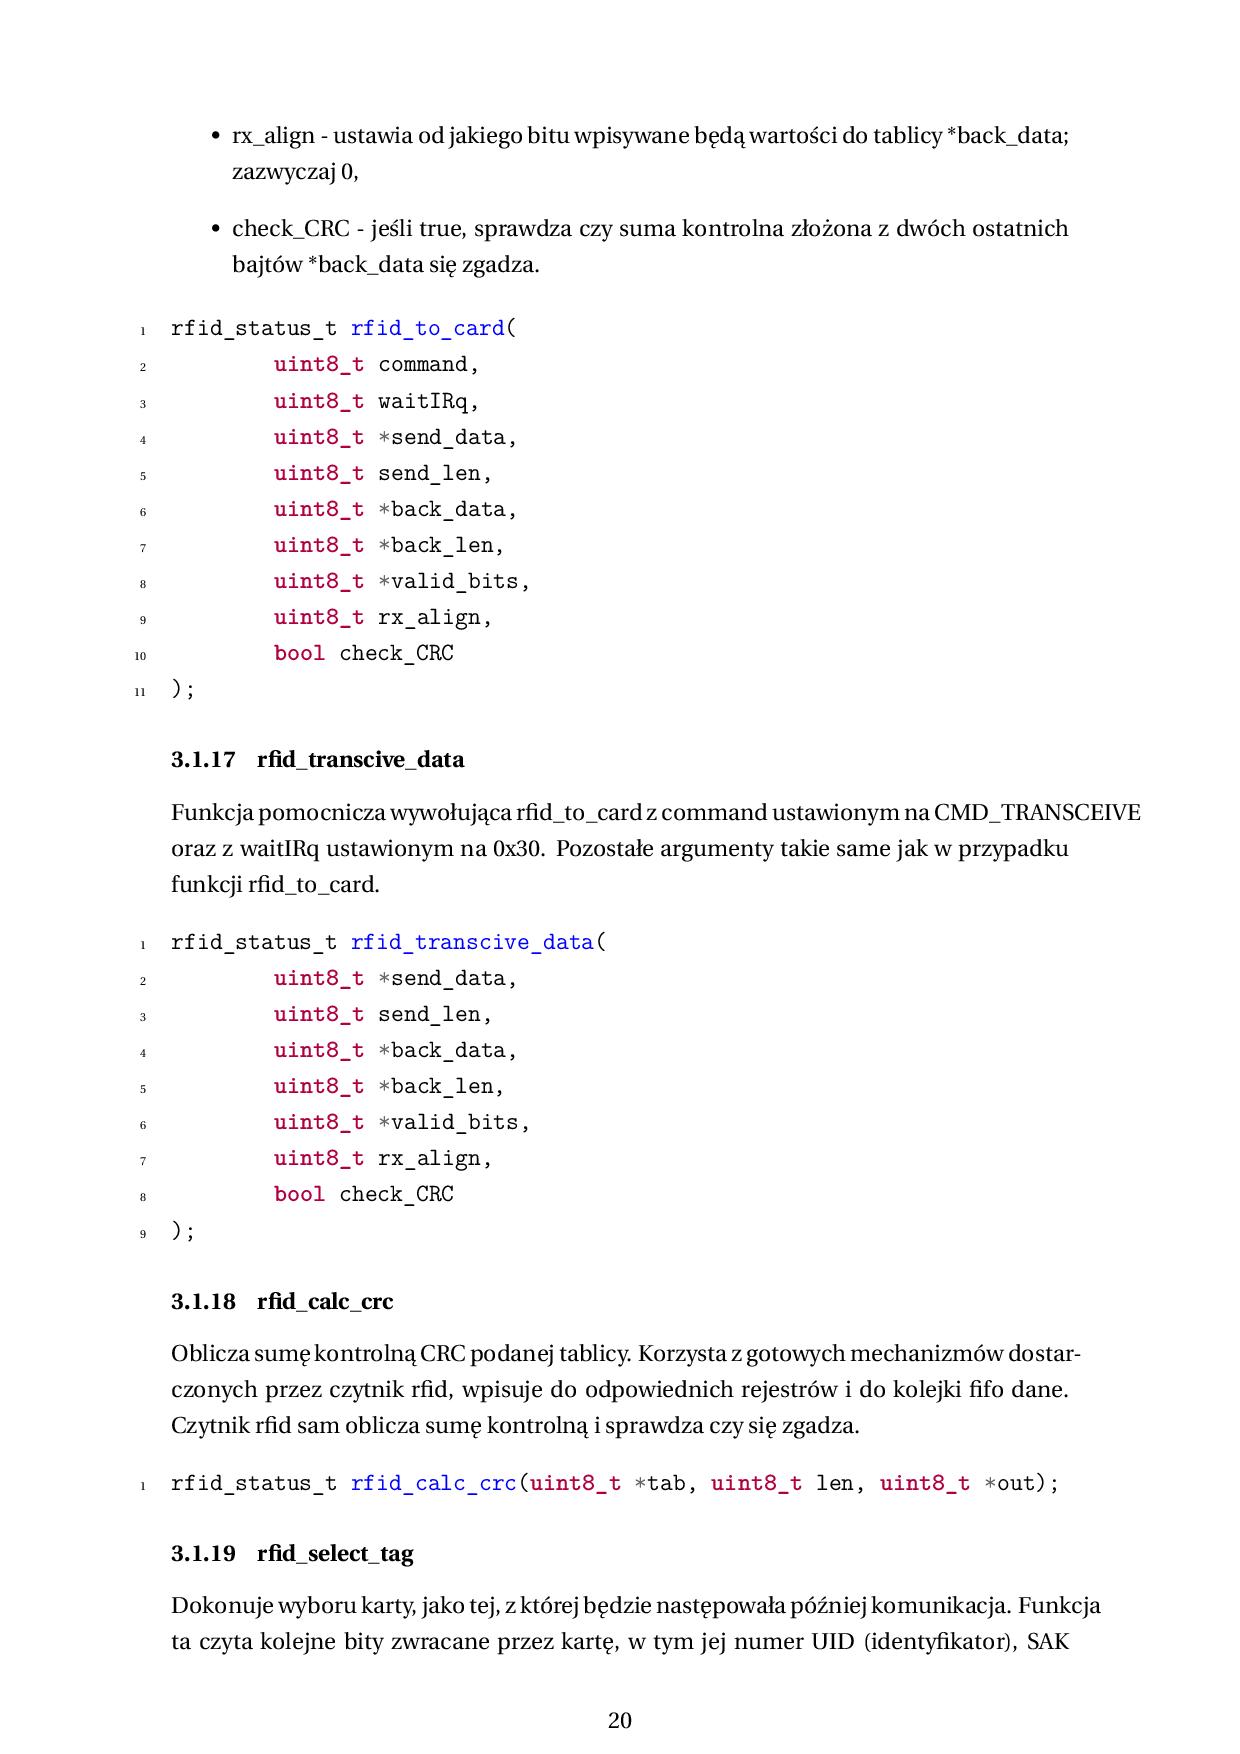 • rx_align - ustawia od jakiego bitu wpisywane będą wartości do tablicy *back_data;
zazwyczaj 0,
• check_CRC - jeśli true, sprawdza czy suma kontrolna złożona z dwóch ostatnich
bajtów *back_data się zgadza.
1 rfid_status_t rfid_to_card(
2 uint8_t command,
3 uint8_t waitIRq,
4 uint8_t *send_data,
5 uint8_t send_len,
6 uint8_t *back_data,
7 uint8_t *back_len,
8 uint8_t *valid_bits,
9 uint8_t rx_align,
10 bool check_CRC
11 );
3.1.17 rfid_transcive_data
Funkcja pomocnicza wywołująca rfid_to_card z command ustawionym na CMD_TRANSCEIVE
oraz z waitIRq ustawionym na 0x30. Pozostałe argumenty takie same jak w przypadku
funkcji rfid_to_card.
1 rfid_status_t rfid_transcive_data(
2 uint8_t *send_data,
3 uint8_t send_len,
4 uint8_t *back_data,
5 uint8_t *back_len,
6 uint8_t *valid_bits,
7 uint8_t rx_align,
8 bool check_CRC
9 );
3.1.18 rfid_calc_crc
Oblicza sumę kontrolną CRC podanej tablicy. Korzysta z gotowych mechanizmów dostar-
czonych przez czytnik rfid, wpisuje do odpowiednich rejestrów i do kolejki fifo dane.
Czytnik rfid sam oblicza sumę kontrolną i sprawdza czy się zgadza.
1 rfid_status_t rfid_calc_crc(uint8_t *tab, uint8_t len, uint8_t *out);
3.1.19 rfid_select_tag
Dokonuje wyboru karty, jako tej, z której będzie następowała później komunikacja. Funkcja
ta czyta kolejne bity zwracane przez kartę, w tym jej numer UID (identyfikator), SAK
20